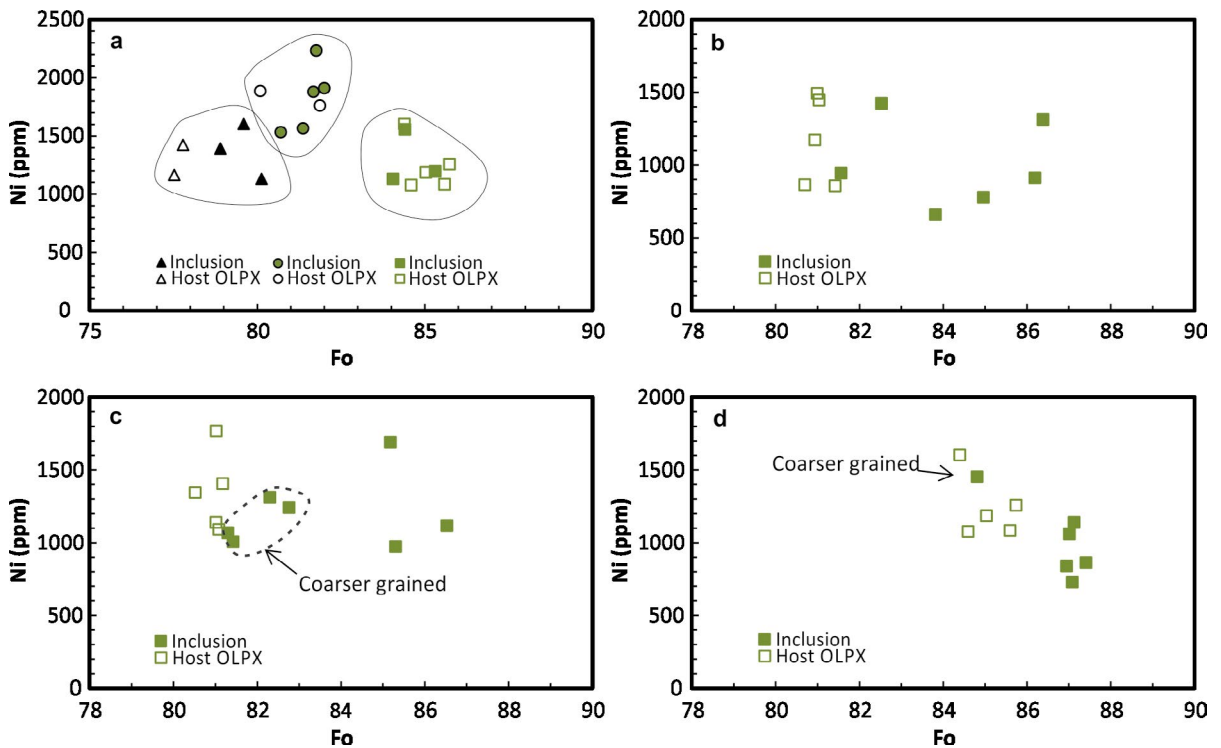 2500
2000
1500
1000
500
0
Ni (ppm)
a
Inclusion Inclusion Inclusion
Host OLPX Host OLPX Host OLPX
75 80 85 90
Fo
2000
1500
1000
500
0
Ni (ppm)
b
Inclusion
Host OLPX
78 80 82 84 86 88 90
Fo
2000
1500
1000
500
0
Ni (ppm)
c
Coarser grained
Inclusion
Host OLPX
78 80 82 84 86 88 90
Fo
2000
1500
1000
500
0
Ni (ppm)
d
Coarser grained
Inclusion
Host OLPX
78 80 82 84 86 88 90
Fo